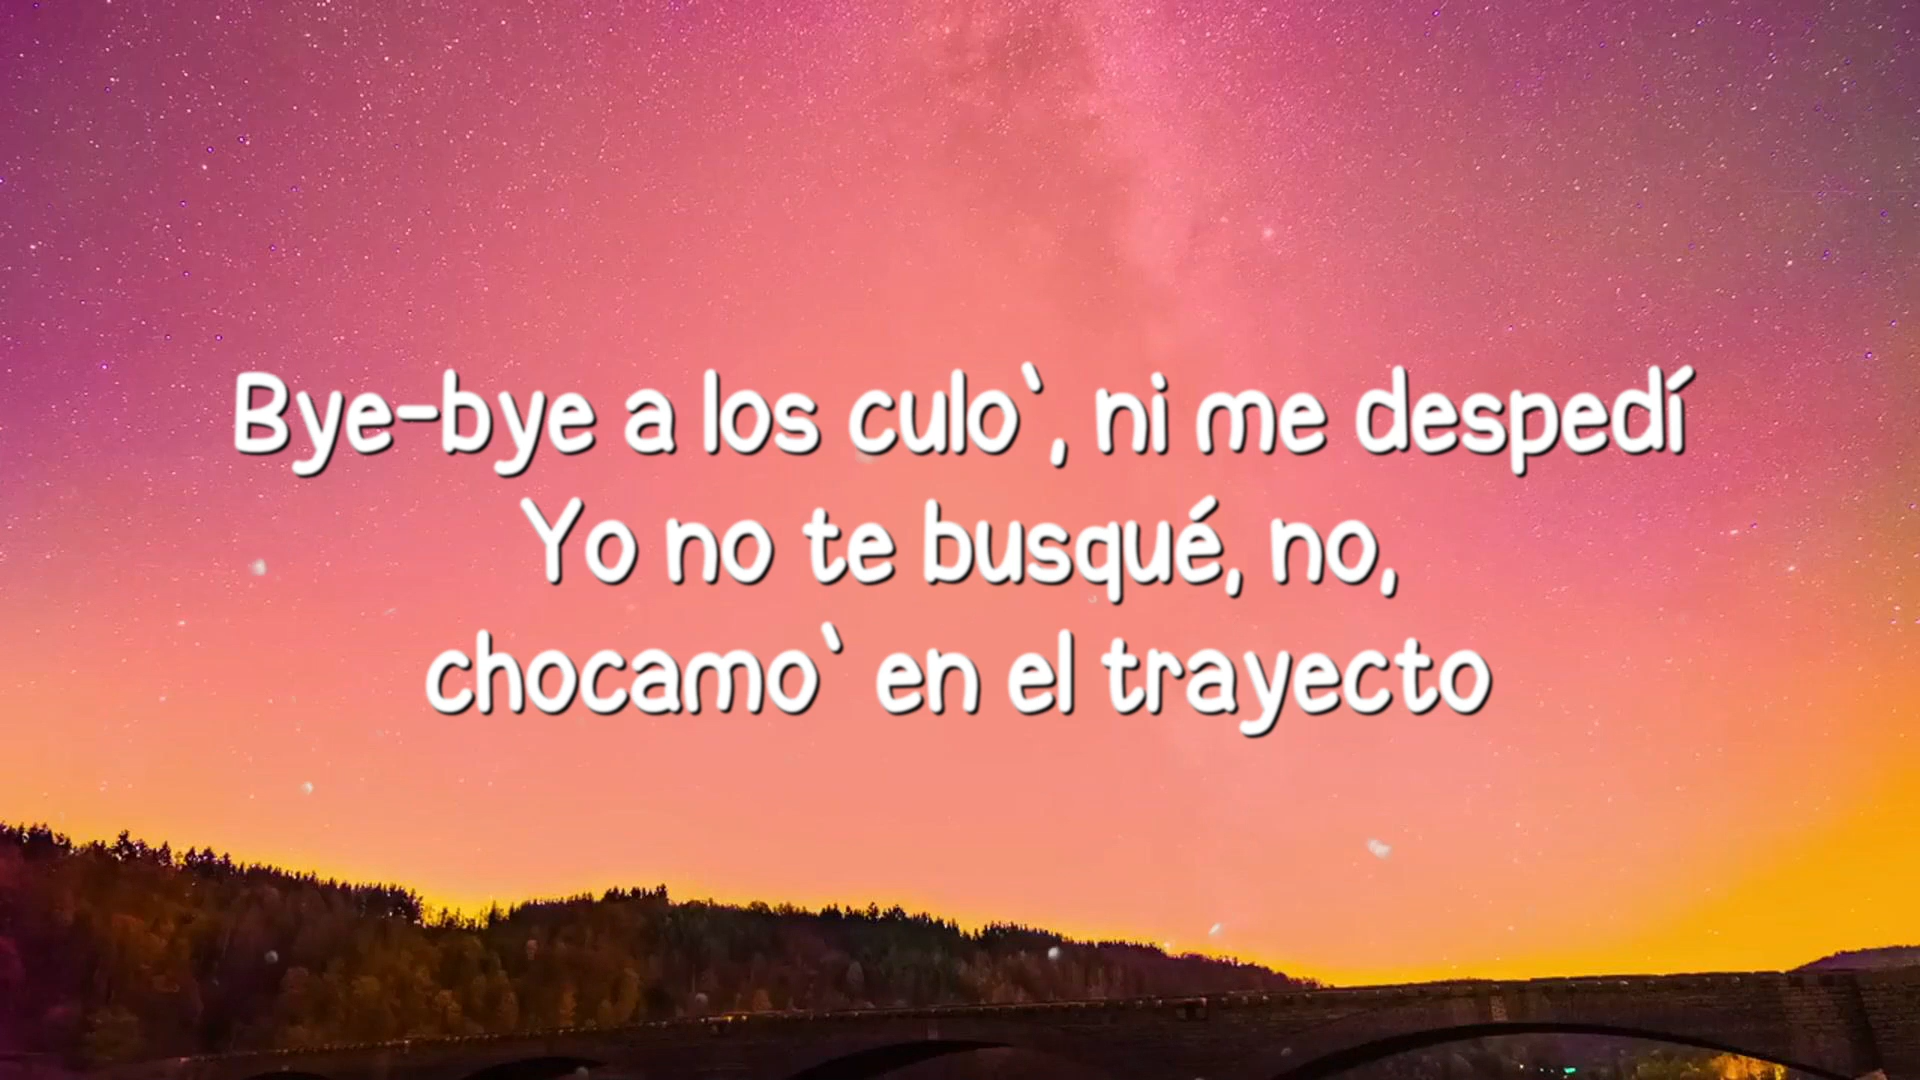 Bye-bye a los culo`, ni me despedí
Yo no te busqué, no,
chocamo` en el trayecto